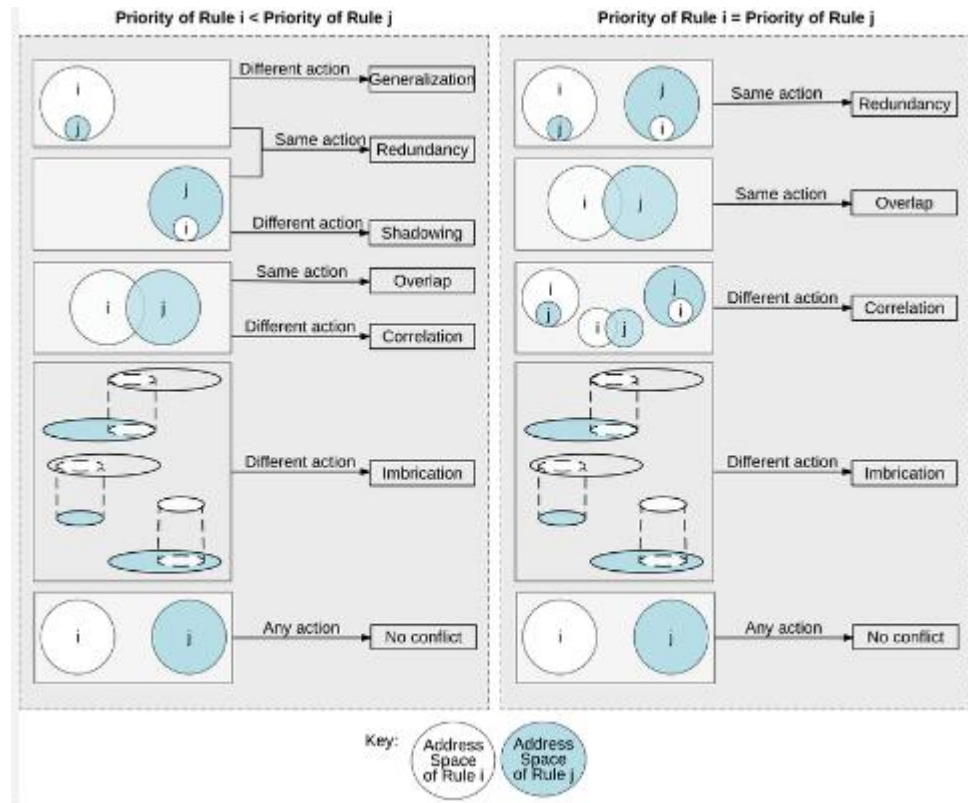 Priority of Rule i < Priority of Rule j
i
j
Different action
Generalization
Same action
Redundancy
j
i
Different action
Shadowing
i
j
Same action
Overlap
Different action
Correlation
Different action
Imbrication
i
j
Any action
No conflict
Priority of Rule i = Priority of Rule j
i
j
j
i
Same action
Redundancy
i
j
Same action
Overlap
i
j
i
j
j
i
Different action
Correlation
Different action
Imbrication
i
j
Any action
No conflict
Key:
Address
Space
of Rule i
Address
Space
of Rule j